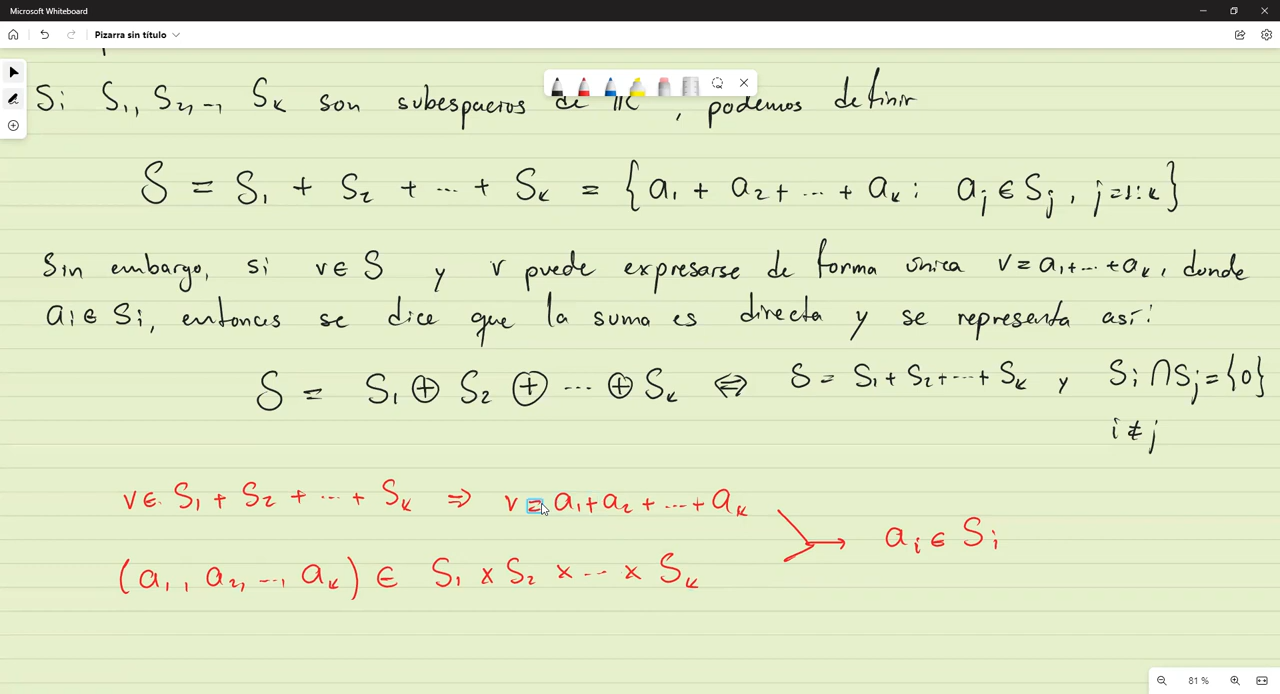 Microsoft Whiteboard
Pizarra sin título
Si S₁, S₂, ..., Sₖ son subespacios de ℝ , podemos definir
S = S₁ + S₂ + ... + Sₖ = {a₁ + a₂ + ... + aₖ : aⱼ ∈ Sⱼ, j=1:k}
Sin embargo, si v ∈ S y v puede expresarse de forma única v = a₁+...+aₖ, donde
aᵢ ∈ Sᵢ, entonces se dice que la suma es directa y se representa así:
S = S₁ ⊕ S₂ ⊕ ... ⊕ Sₖ ⇔ S = S₁ + S₂ + ... + Sₖ y Sᵢ ∩ Sⱼ = {0}
i ≠ j
v ∈ S₁ + S₂ + ... + Sₖ ⇒ v = a₁ + a₂ + ... + aₖ
aᵢ ∈ Sᵢ
(a₁, a₂, ..., aₖ) ∈ S₁ × S₂ × ... × Sₖ
81 %